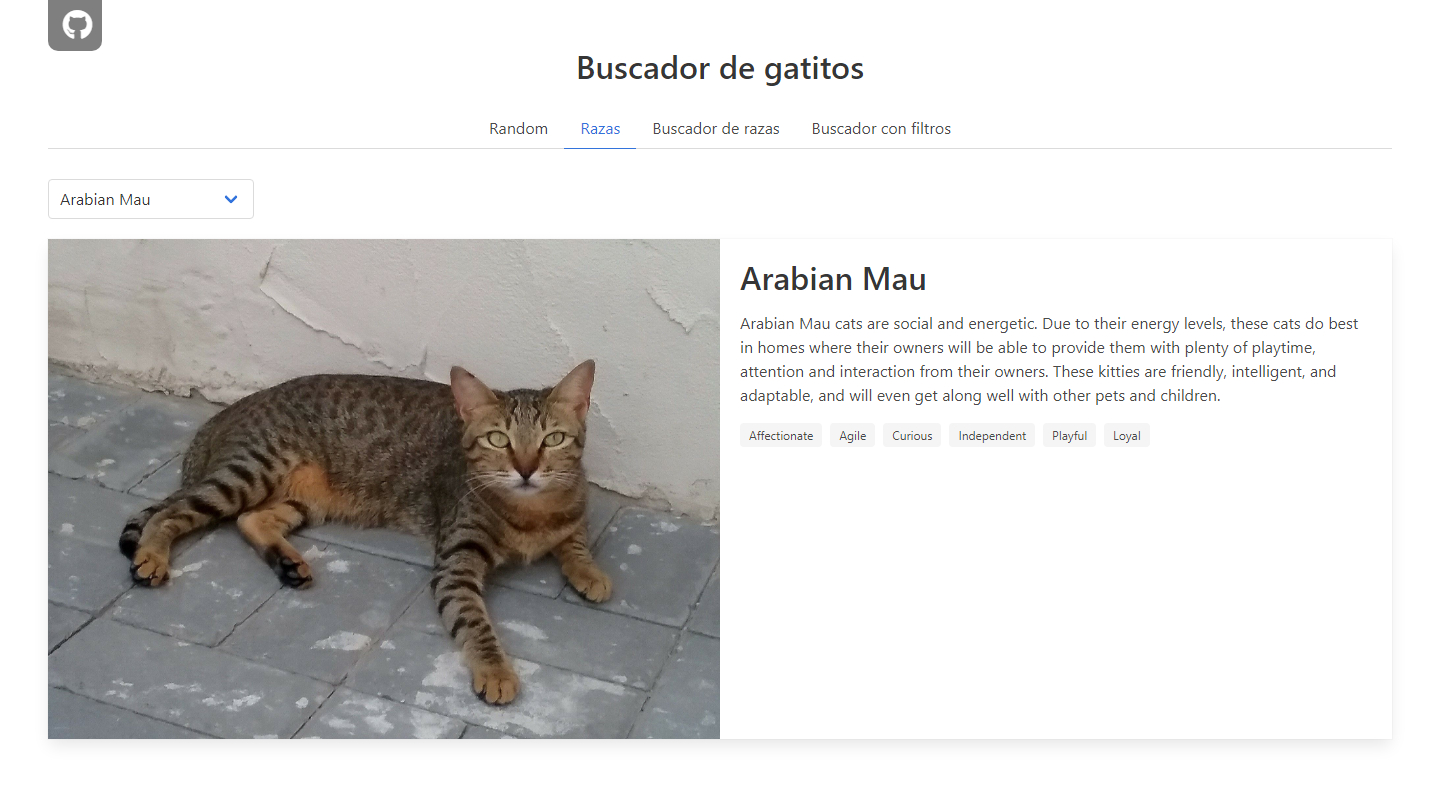 Buscador de gatitos
Random Razas Buscador de razas Buscador con filtros
Arabian Mau
Arabian Mau
Arabian Mau cats are social and energetic. Due to their energy levels, these cats do best
in homes where their owners will be able to provide them with plenty of playtime,
attention and interaction from their owners. These kitties are friendly, intelligent, and
adaptable, and will even get along well with other pets and children.
Affectionate Agile Curious Independent Playful Loyal